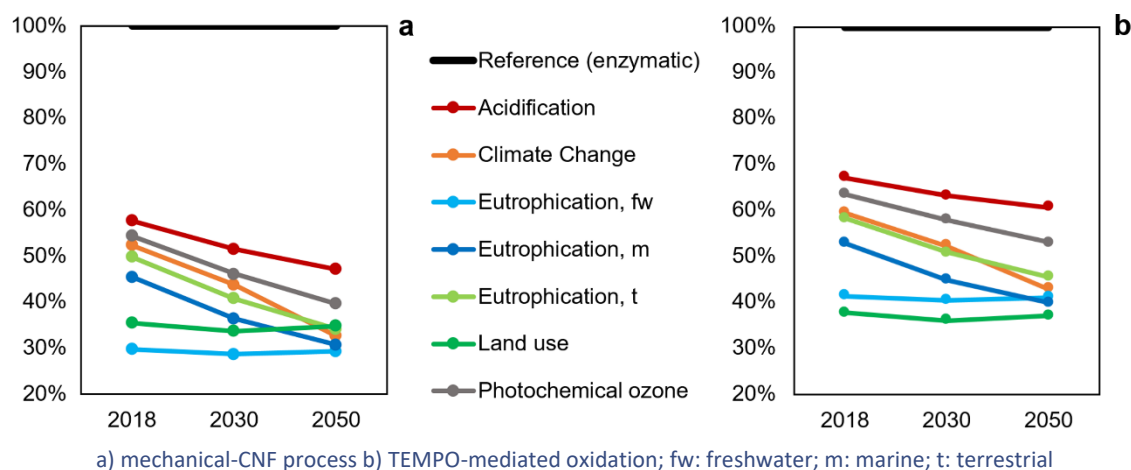 100%
90%
80%
70%
60%
50%
40%
30%
20%
2018 2030 2050
a
Reference (enzymatic)
Acidification
Climate Change
Eutrophication, fw
Eutrophication, m
Eutrophication, t
Land use
Photochemical ozone
100%
90%
80%
70%
60%
50%
40%
30%
20%
2018 2030 2050
b
a) mechanical-CNF process b) TEMPO-mediated oxidation; fw: freshwater; m: marine; t: terrestrial